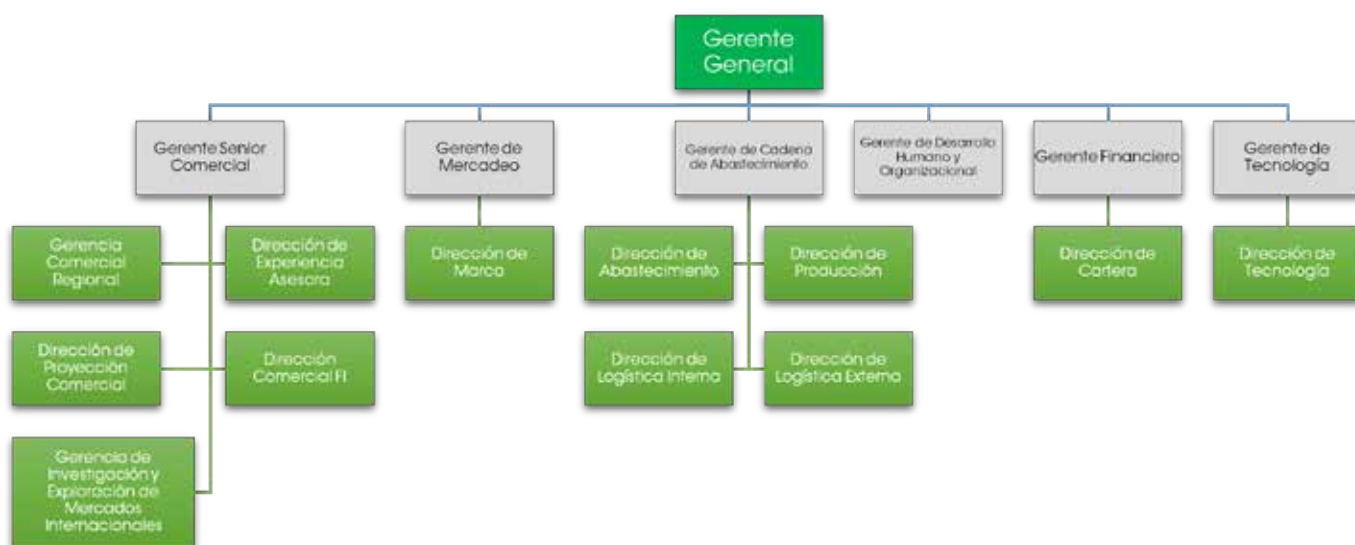 Gerente
General
Gerente Senior
Comercial
Gerente de
Mercadeo
Gerente de Cadena
de Abastecimiento
Gerente de Desarrollo
Humano y
Organizacional
Gerente Financiero
Gerente de
Tecnología
Gerencia
Comercial
Regional
Dirección de
Experiencia
Asesora
Dirección de
Marca
Dirección de
Abastecimiento
Dirección de
Producción
Dirección de
Cartera
Dirección de
Tecnología
Dirección de
Proyección
Comercial
Dirección
Comercial FI
Dirección de
Logística Interna
Dirección de
Logística Externa
Gerencia de
Investigación y
Exploración de
Mercados
Internacionales